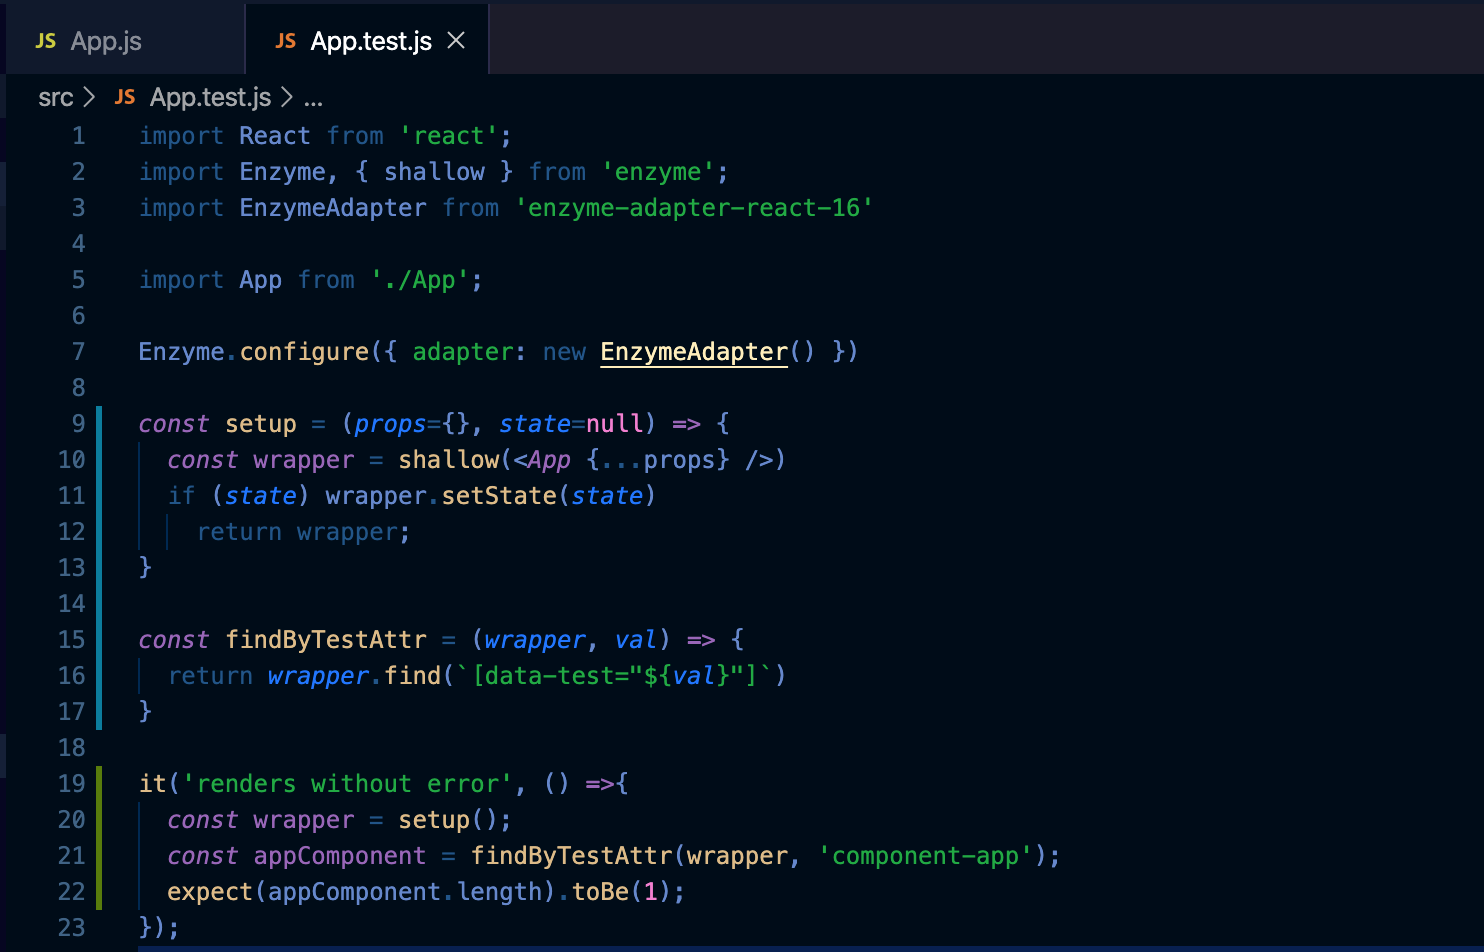 JS App.js JS App.test.js ×
src > JS App.test.js > ...
1 import React from 'react';
2 import Enzyme, { shallow } from 'enzyme';
3 import EnzymeAdapter from 'enzyme-adapter-react-16'
4
5 import App from './App';
6
7 Enzyme.configure({ adapter: new EnzymeAdapter() })
8
9 const setup = (props={}, state=null) => {
10   const wrapper = shallow(<App {...props} />)
11   if (state) wrapper.setState(state)
12     return wrapper;
13 }
14
15 const findByTestAttr = (wrapper, val) => {
16   return wrapper.find(`[data-test="${val}"]`)
17 }
18
19 it('renders without error', () =>{
20   const wrapper = setup();
21   const appComponent = findByTestAttr(wrapper, 'component-app');
22   expect(appComponent.length).toBe(1);
23 });